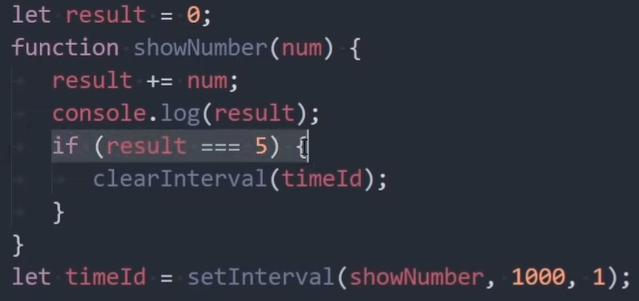 let result = 0;
function showNumber(num) {
result += num;
console.log(result);
if (result === 5) {
clearInterval(timeId);
}
}
let timeId = setInterval(showNumber, 1000, 1);